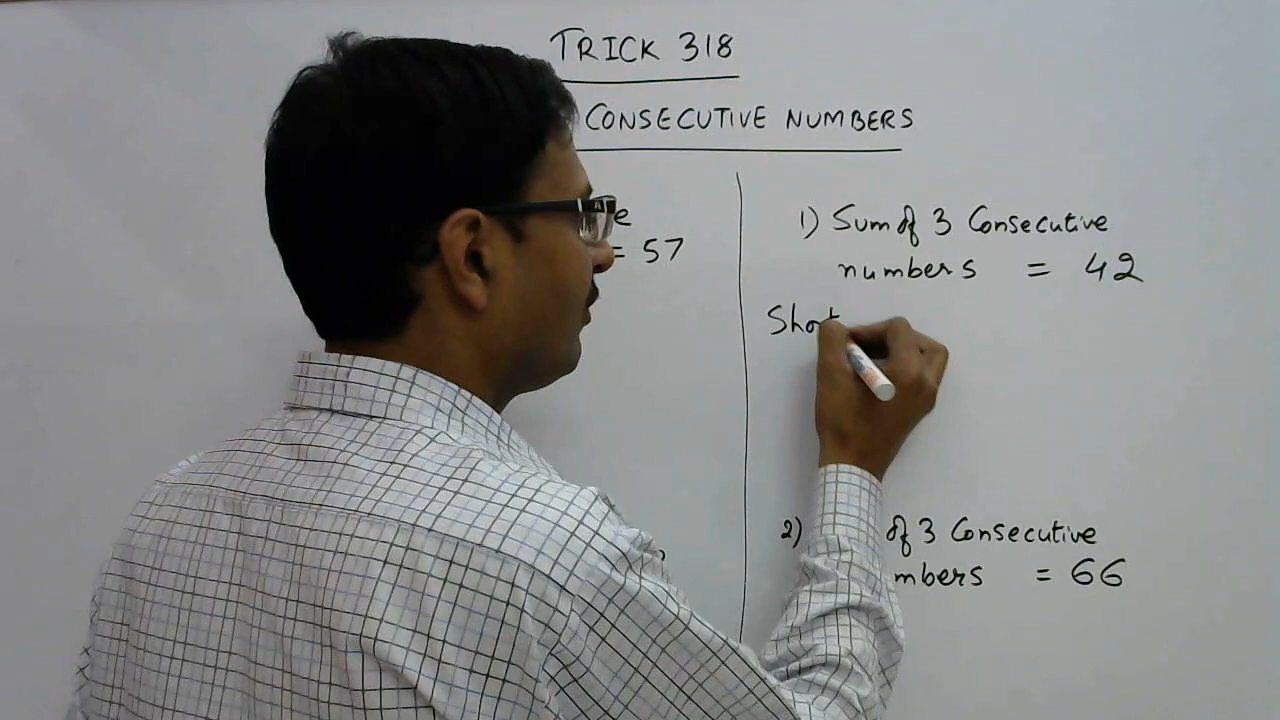 TRICK 318
CONSECUTIVE NUMBERS
= 57
1) Sum of 3 Consecutive
numbers = 42
Short
2) of 3 Consecutive
mbers = 66